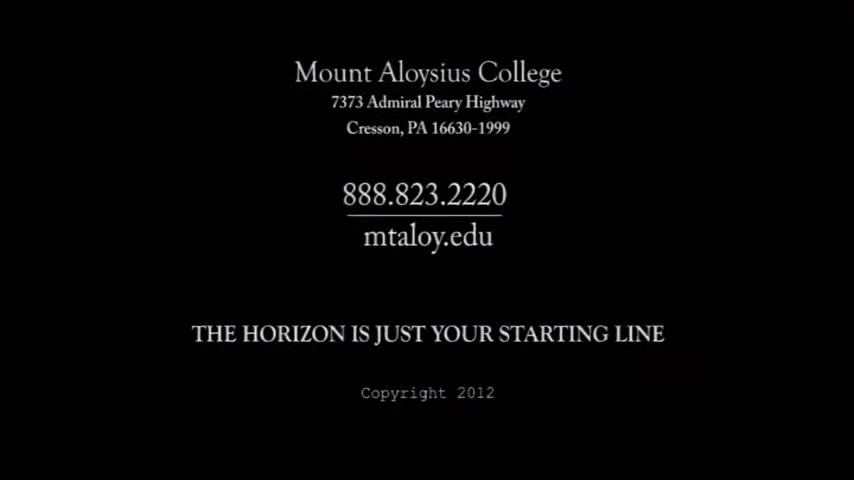 Mount Aloysius College
7373 Admiral Peary Highway
Cresson, PA 16630-1999
888.823.2220
mtaloy.edu
THE HORIZON IS JUST YOUR STARTING LINE
Copyright 2012